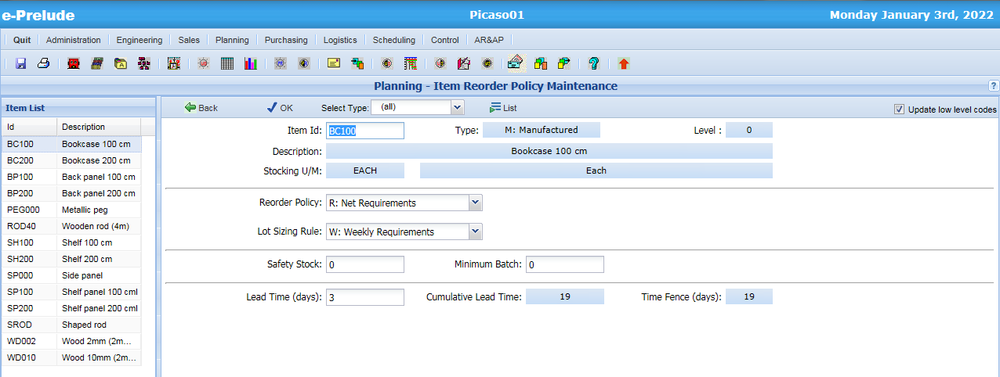 e-Prelude Picaso01 Monday January 3rd, 2022
Quit Administration Engineering Sales Planning Purchasing Logistics Scheduling Control AR&AP
Planning - Item Reorder Policy Maintenance ?
Item List
Id Description
BC100 Bookcase 100 cm
BC200 Bookcase 200 cm
BP100 Back panel 100 cm
BP200 Back panel 200 cm
PEG000 Metallic peg
ROD40 Wooden rod (4m)
SH100 Shelf 100 cm
SH200 Shelf 200 cm
SP000 Side panel
SP100 Shelf panel 100 cml
SP200 Shelf panel 200 cml
SROD Shaped rod
WD002 Wood 2mm (2m...
WD010 Wood 10mm (2m...
Back OK Select Type: (all) List Update low level codes
Item Id: BC100 Type: M: Manufactured Level : 0
Description: Bookcase 100 cm
Stocking U/M: EACH Each
Reorder Policy: R: Net Requirements
Lot Sizing Rule: W: Weekly Requirements
Safety Stock: 0 Minimum Batch: 0
Lead Time (days): 3 Cumulative Lead Time: 19 Time Fence (days): 19